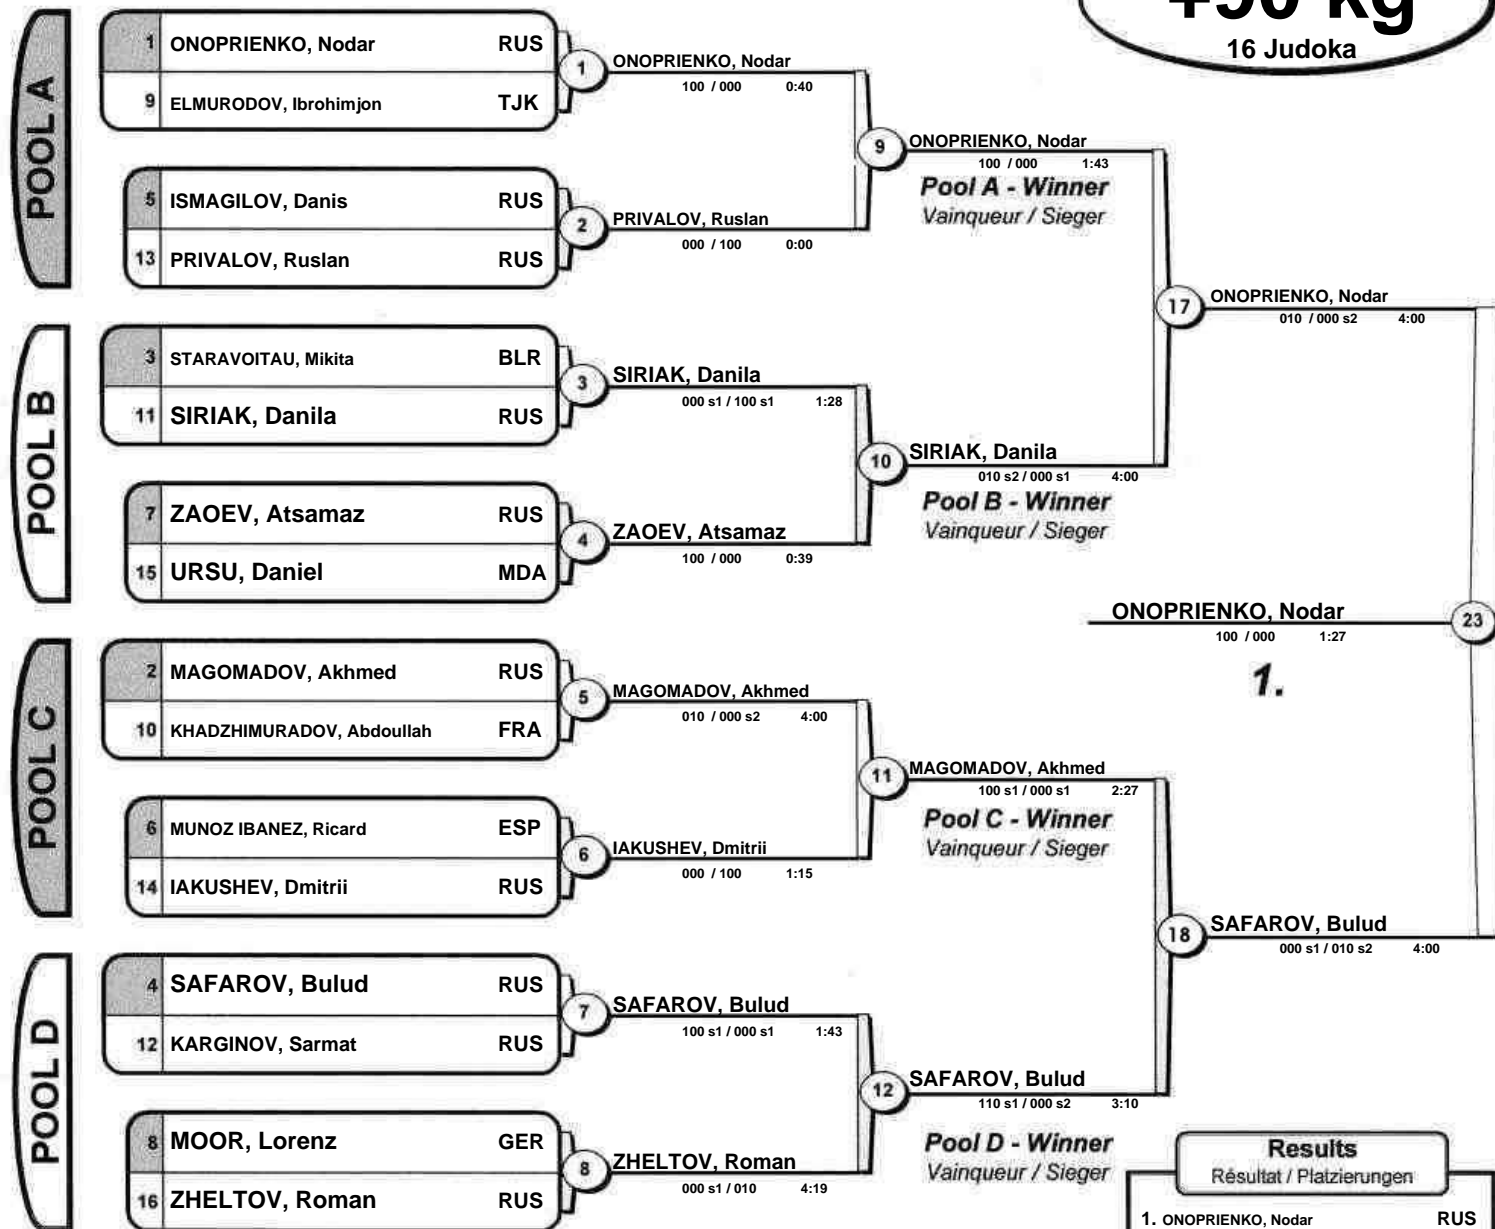 +90 kg
16 Judoka
POOL A
1 ONOPRIENKO, Nodar RUS
9 ELMURODOV, Ibrohimjon TJK
1
ONOPRIENKO, Nodar
100 / 000 0:40
5 ISMAGILOV, Danis RUS
13 PRIVALOV, Ruslan RUS
2
PRIVALOV, Ruslan
000 / 100 0:00
9
ONOPRIENKO, Nodar
100 / 000 1:43
Pool A - Winner
Vainqueur / Sieger
POOL B
3 STARAVOITAU, Mikita BLR
11 SIRIAK, Danila RUS
3
SIRIAK, Danila
000 s1 / 100 s1 1:28
7 ZAOEV, Atsamaz RUS
15 URSU, Daniel MDA
4
ZAOEV, Atsamaz
100 / 000 0:39
10
SIRIAK, Danila
010 s2 / 000 s1 4:00
Pool B - Winner
Vainqueur / Sieger
17
ONOPRIENKO, Nodar
010 / 000 s2 4:00
ONOPRIENKO, Nodar
100 / 000 1:27
23
1.
POOL C
2 MAGOMADOV, Akhmed RUS
10 KHADZHIMURADOV, Abdoullah FRA
5
MAGOMADOV, Akhmed
010 / 000 s2 4:00
6 MUNOZ IBANEZ, Ricard ESP
14 IAKUSHEV, Dmitrii RUS
6
IAKUSHEV, Dmitrii
000 / 100 1:15
11
MAGOMADOV, Akhmed
100 s1 / 000 s1 2:27
Pool C - Winner
Vainqueur / Sieger
POOL D
4 SAFAROV, Bulud RUS
12 KARGINOV, Sarmat RUS
7
SAFAROV, Bulud
100 s1 / 000 s1 1:43
8 MOOR, Lorenz GER
16 ZHELTOV, Roman RUS
8
ZHELTOV, Roman
000 s1 / 010 4:19
12
SAFAROV, Bulud
110 s1 / 000 s2 3:10
Pool D - Winner
Vainqueur / Sieger
18
SAFAROV, Bulud
000 s1 / 010 s2 4:00
Results
Résultat / Platzierungen
1. ONOPRIENKO, Nodar RUS